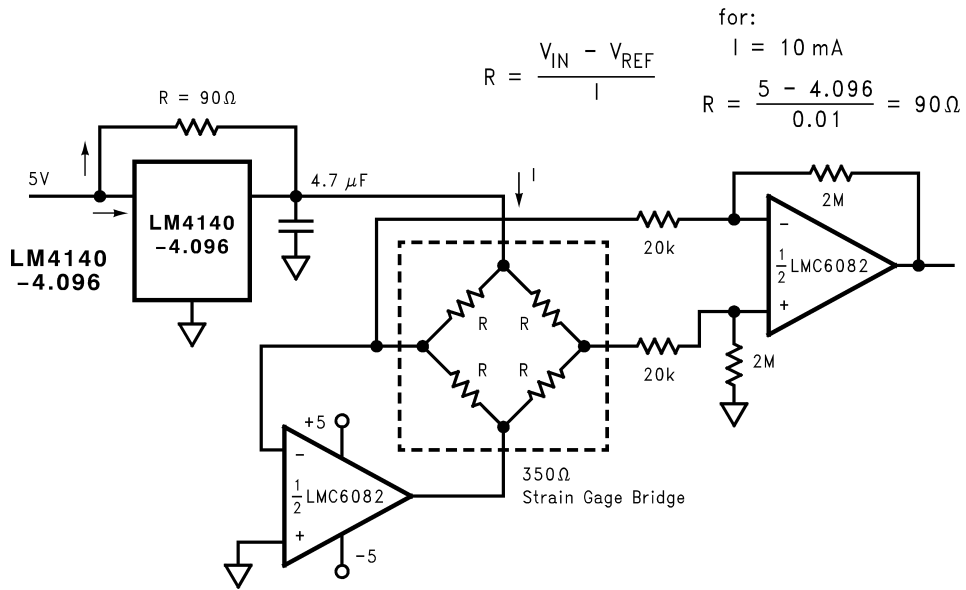 for:
I = 10 mA
R = (V_IN − V_REF) / I
R = (5 − 4.096) / 0.01 = 90Ω
R = 90Ω
5V
4.7 µF
I
LM4140
−4.096
LM4140
−4.096
2M
20k
−
1/2 LMC6082
+
R
R
R
R
20k
2M
+5
−
1/2 LMC6082
+
−5
350Ω
Strain Gage Bridge